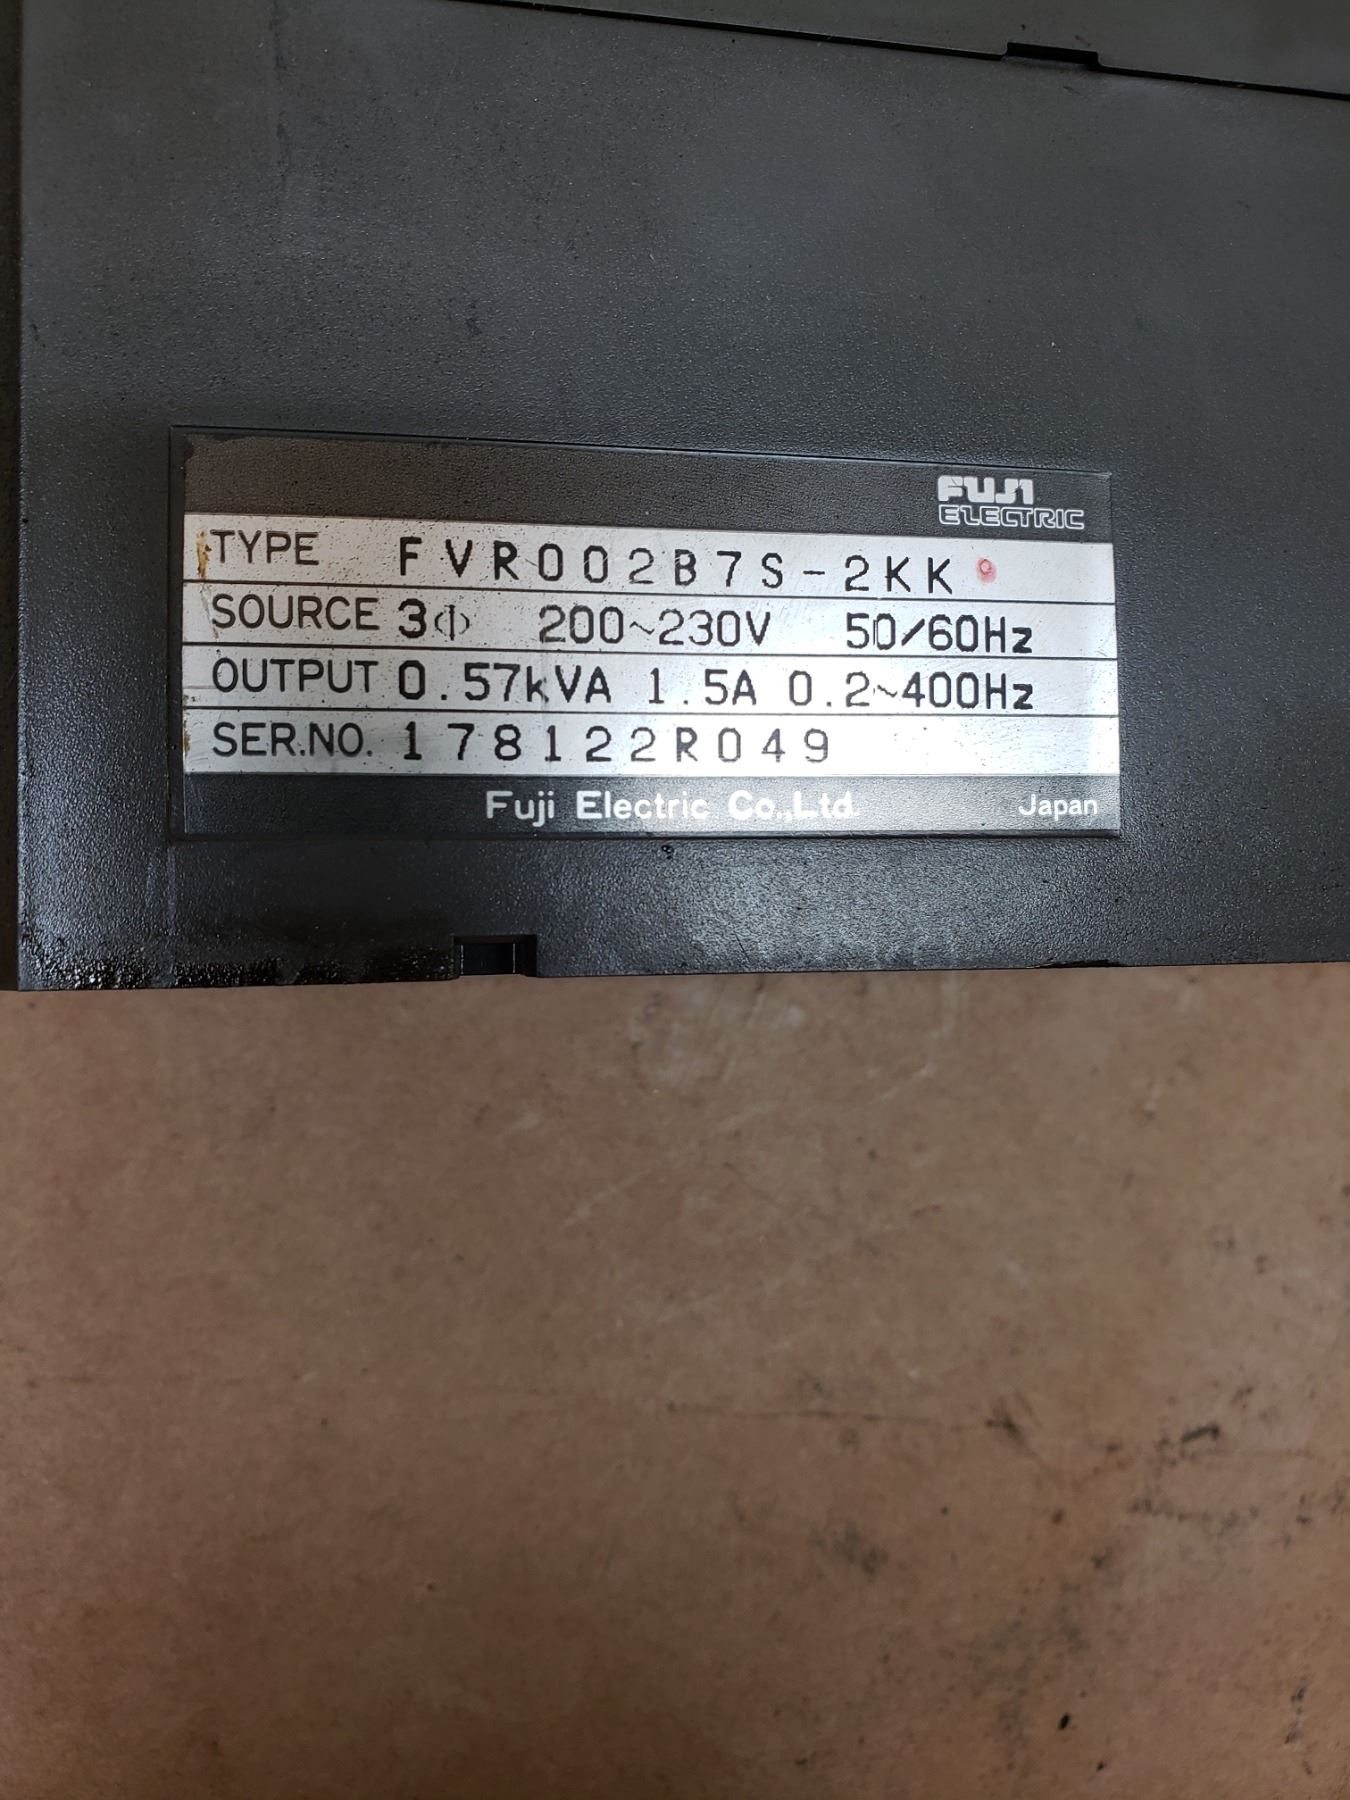 FUJI
ELECTRIC
TYPE FVR002B7S-2KK
SOURCE 3Φ 200~230V 50/60Hz
OUTPUT 0.57kVA 1.5A 0.2~400Hz
SER.NO. 178122R049
Fuji Electric Co.,Ltd. Japan